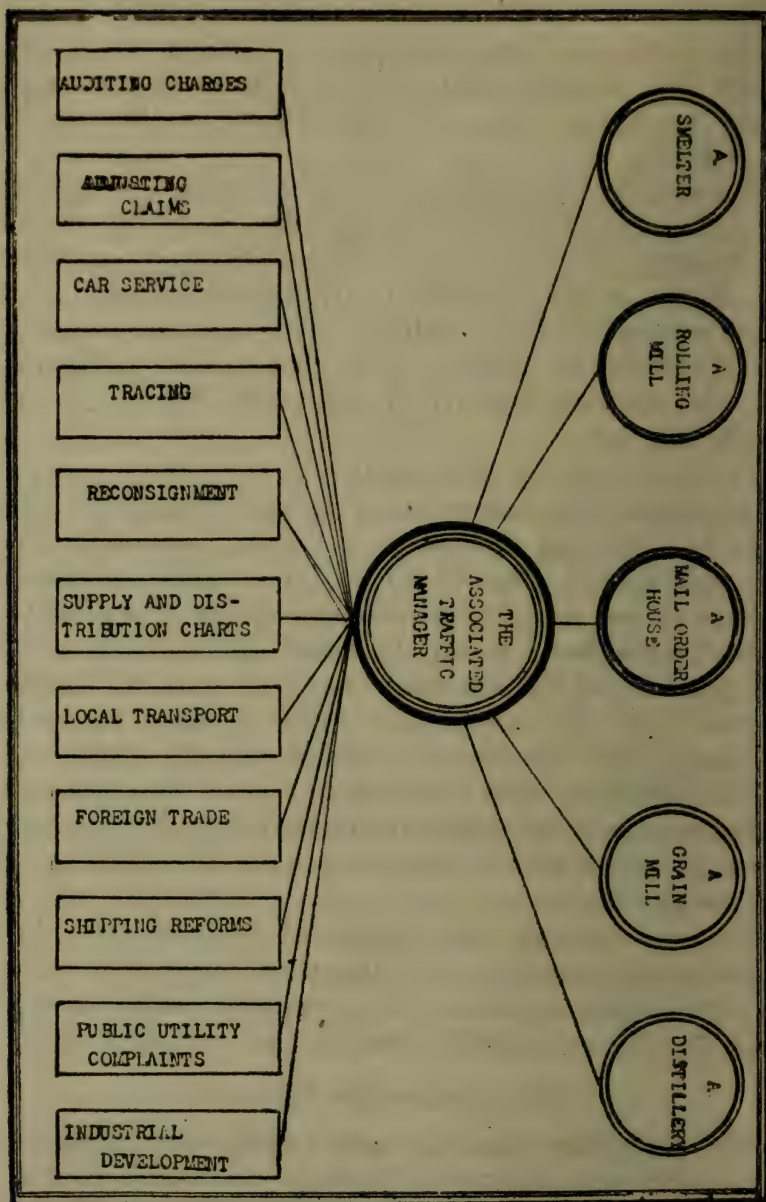 AUDITING CHARGES
ADJUSTING
CLAIMS
CAR SERVICE
TRACING
RECONSIGNMENT
SUPPLY AND DIS-
TRIBUTION CHARTS
LOCAL TRANSPORT
FOREIGN TRADE
SHIPPING REFORMS
PUBLIC UTILITY
COMPLAINTS
INDUSTRIAL
DEVELOPMENT
THE
ASSOCIATED
TRAFFIC
MANAGER
A
SMELTER
A
ROLLING
MILL
A
MAIL ORDER
HOUSE
A
GRAIN
MILL
A
DISTILLERY